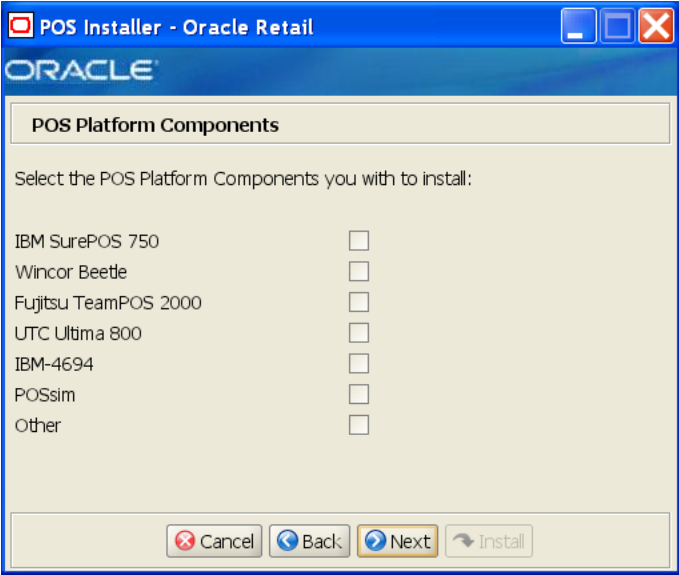 POS Installer - Oracle Retail
ORACLE
POS Platform Components
Select the POS Platform Components you with to install:
IBM SurePOS 750
Wincor Beetle
Fujitsu TeamPOS 2000
UTC Ultima 800
IBM-4694
POSsim
Other
Cancel Back Next Install